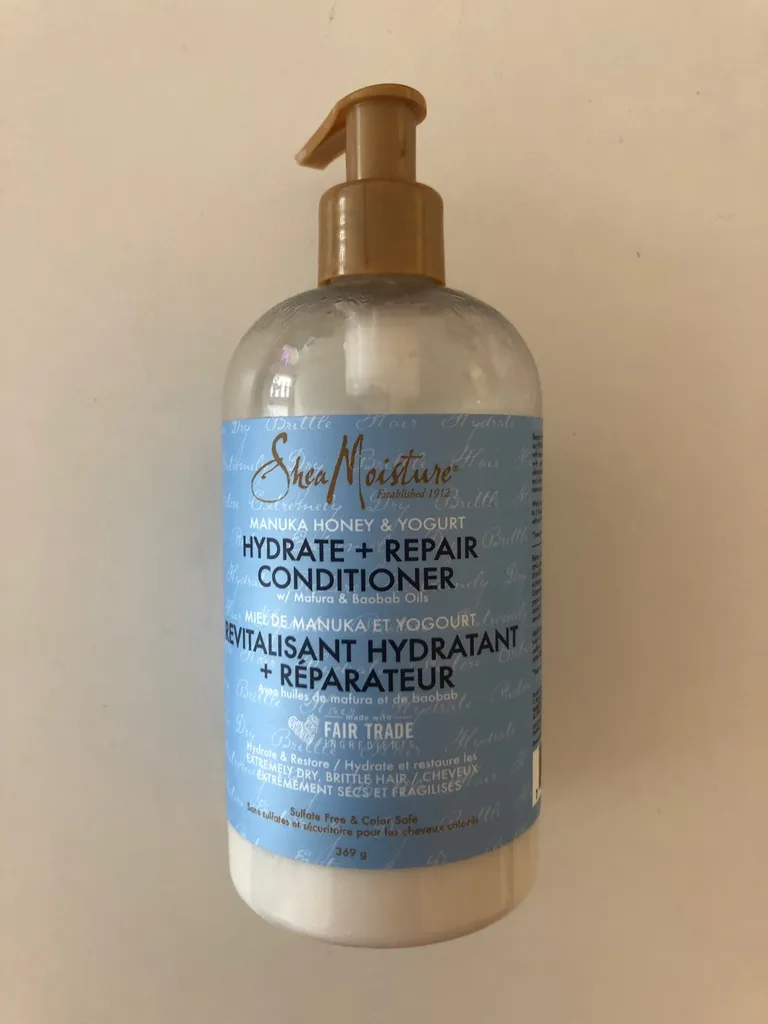 Shea Moisture
Established 1912
MANUKA HONEY & YOGURT
HYDRATE + REPAIR
CONDITIONER
w/ Mafura & Baobab Oils
MIEL DE MANUKA ET YOGOURT
REVITALISANT HYDRATANT
+ RÉPARATEUR
Avec huiles de mafura et de baobab
made with
FAIR TRADE
INGREDIENTS
Hydrate & Restore / Hydrate et restaure les
EXTREMELY DRY, BRITTLE HAIR / CHEVEUX
EXTRÊMEMENT SECS ET FRAGILISÉS
Sulfate Free & Color Safe
Sans sulfates et sécuritaire pour les cheveux colorés
369 g